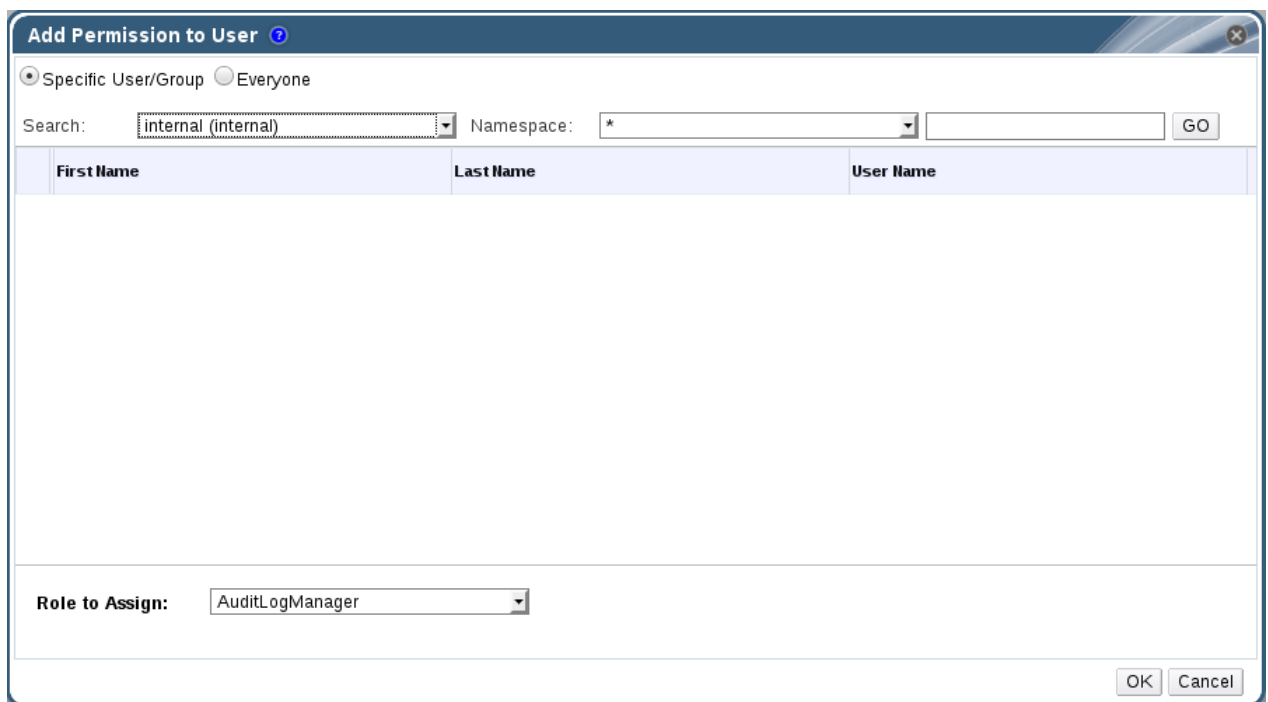 Add Permission to User ?
Specific User/Group Everyone
Search: internal (internal) Namespace: * GO
First Name Last Name User Name
Role to Assign: AuditLogManager
OK Cancel